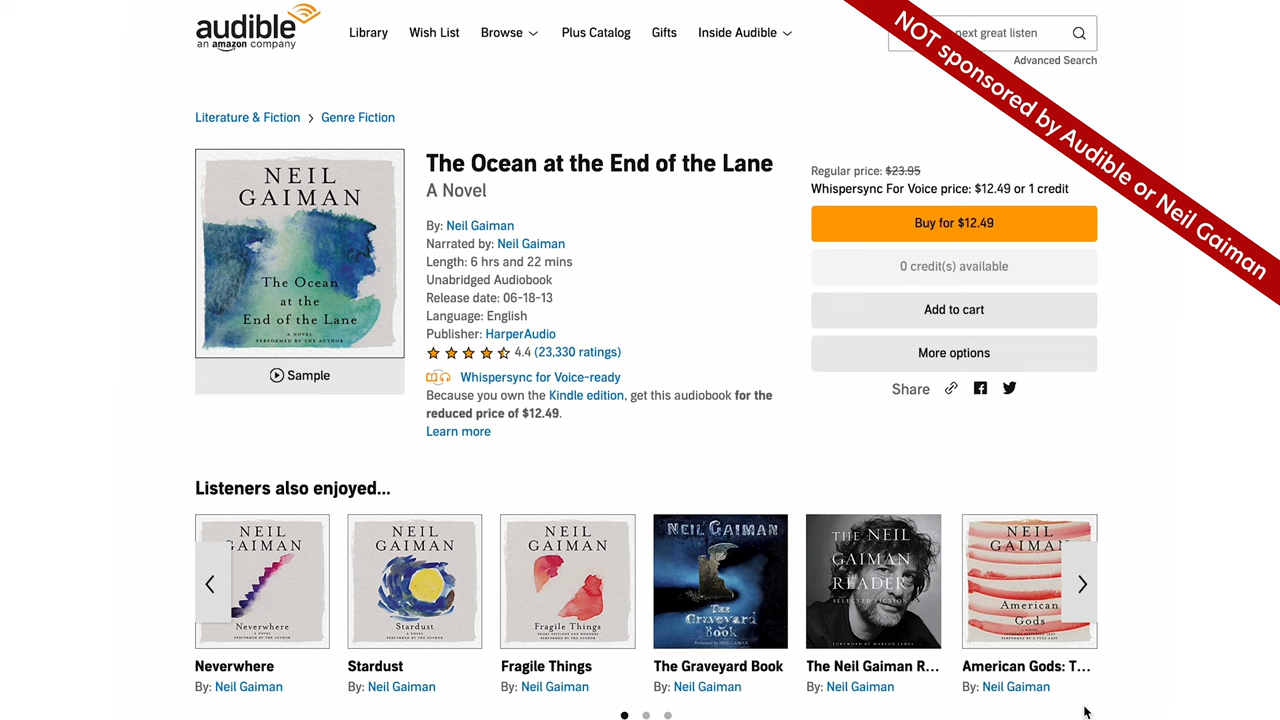 audible
an amazon company
Library
Wish List
Browse
Plus Catalog
Gifts
Inside Audible
next great listen
Advanced Search
NOT sponsored by Audible or Neil Gaiman
Literature & Fiction > Genre Fiction
NEIL
GAIMAN
The Ocean
at the
End of the Lane
A NOVEL
PERFORMED BY THE AUTHOR
Sample
The Ocean at the End of the Lane
A Novel
By: Neil Gaiman
Narrated by: Neil Gaiman
Length: 6 hrs and 22 mins
Unabridged Audiobook
Release date: 06-18-13
Language: English
Publisher: HarperAudio
4.4 (23,330 ratings)
Whispersync for Voice-ready
Because you own the Kindle edition, get this audiobook for the
reduced price of $12.49.
Learn more
Regular price: $23.95
Whispersync For Voice price: $12.49 or 1 credit
Buy for $12.49
0 credit(s) available
Add to cart
More options
Share
Listeners also enjoyed...
NEIL
GAIMAN
Neverwhere
NEIL
GAIMAN
Stardust
NEIL
GAIMAN
Fragile Things
NEIL GAIMAN
The
Graveyard
Book
THE NEIL
GAIMAN
READER
SELECTED FICTION
NEIL
GAIMAN
American
Gods
Neverwhere
By: Neil Gaiman
Stardust
By: Neil Gaiman
Fragile Things
By: Neil Gaiman
The Graveyard Book
By: Neil Gaiman
The Neil Gaiman R...
By: Neil Gaiman
American Gods: T...
By: Neil Gaiman